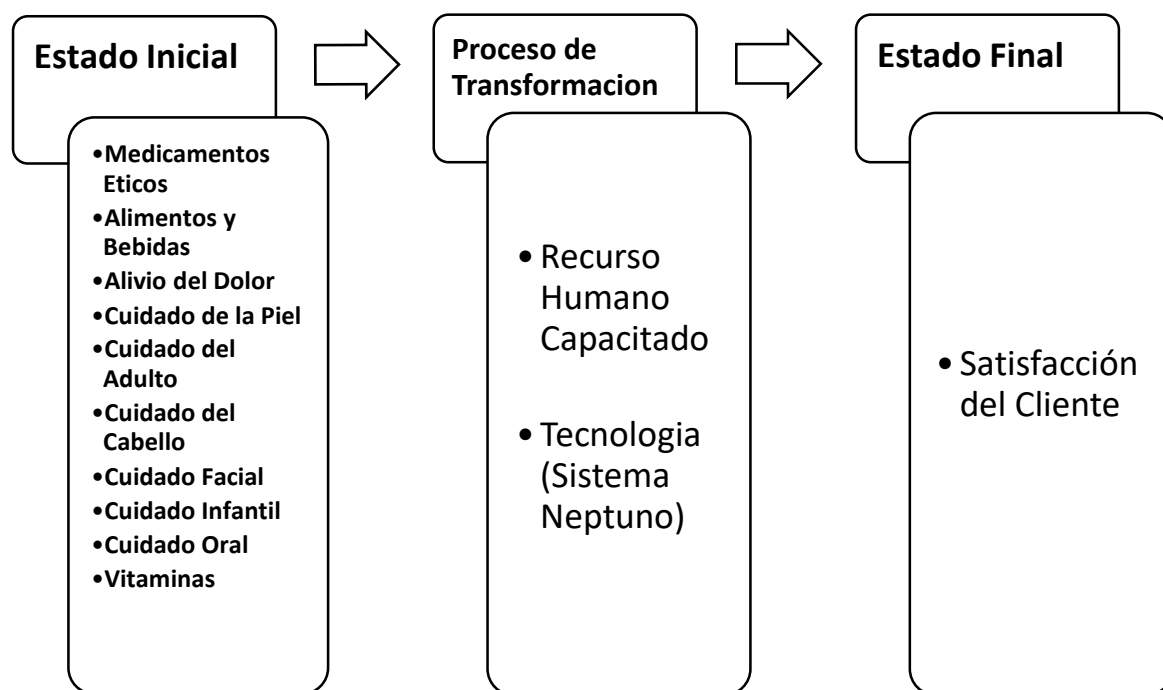 Estado Inicial
•Medicamentos
Eticos
•Alimentos y
Bebidas
•Alivio del Dolor
•Cuidado de la Piel
•Cuidado del
Adulto
•Cuidado del
Cabello
•Cuidado Facial
•Cuidado Infantil
•Cuidado Oral
•Vitaminas
Proceso de
Transformacion
• Recurso
Humano
Capacitado
• Tecnologia
(Sistema
Neptuno)
Estado Final
• Satisfacción
del Cliente